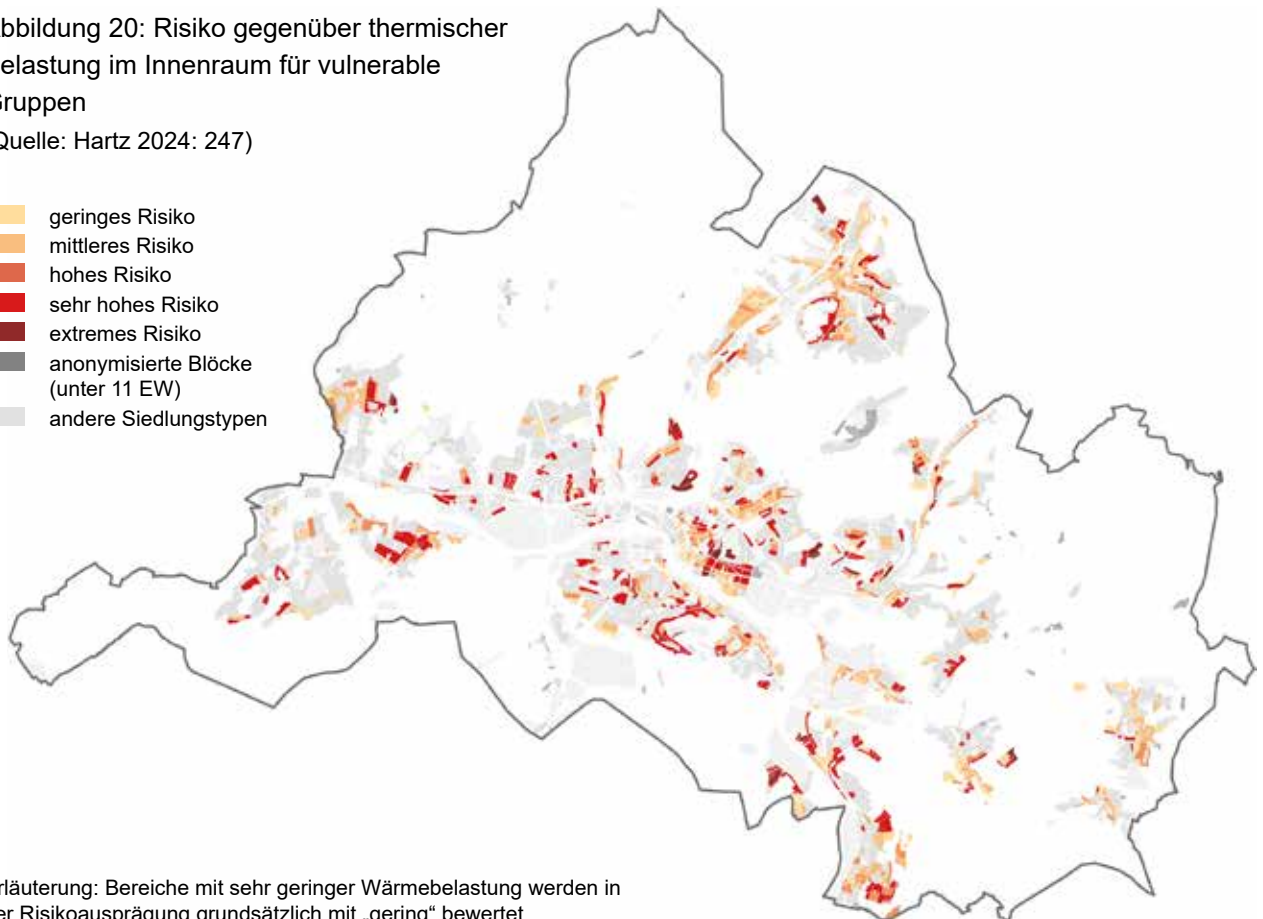 bbildung 20: Risiko gegenüber thermischer
elastung im Innenraum für vulnerable
ruppen
Quelle: Hartz 2024: 247)
geringes Risiko
mittleres Risiko
hohes Risiko
sehr hohes Risiko
extremes Risiko
anonymisierte Blöcke
(unter 11 EW)
andere Siedlungstypen
rläuterung: Bereiche mit sehr geringer Wärmebelastung werden in
er Risikoausprägung grundsätzlich mit „gering“ bewertet